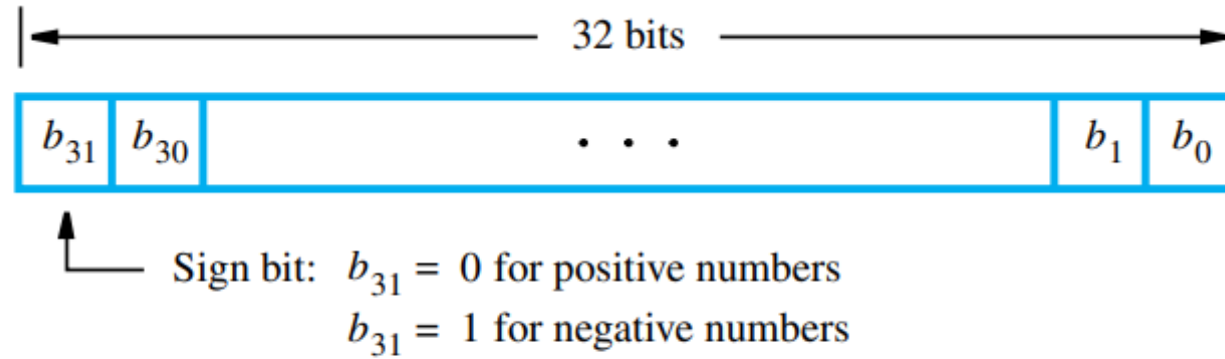 32 bits
b31 b30 . . . b1 b0
Sign bit: b31 = 0 for positive numbers
b31 = 1 for negative numbers